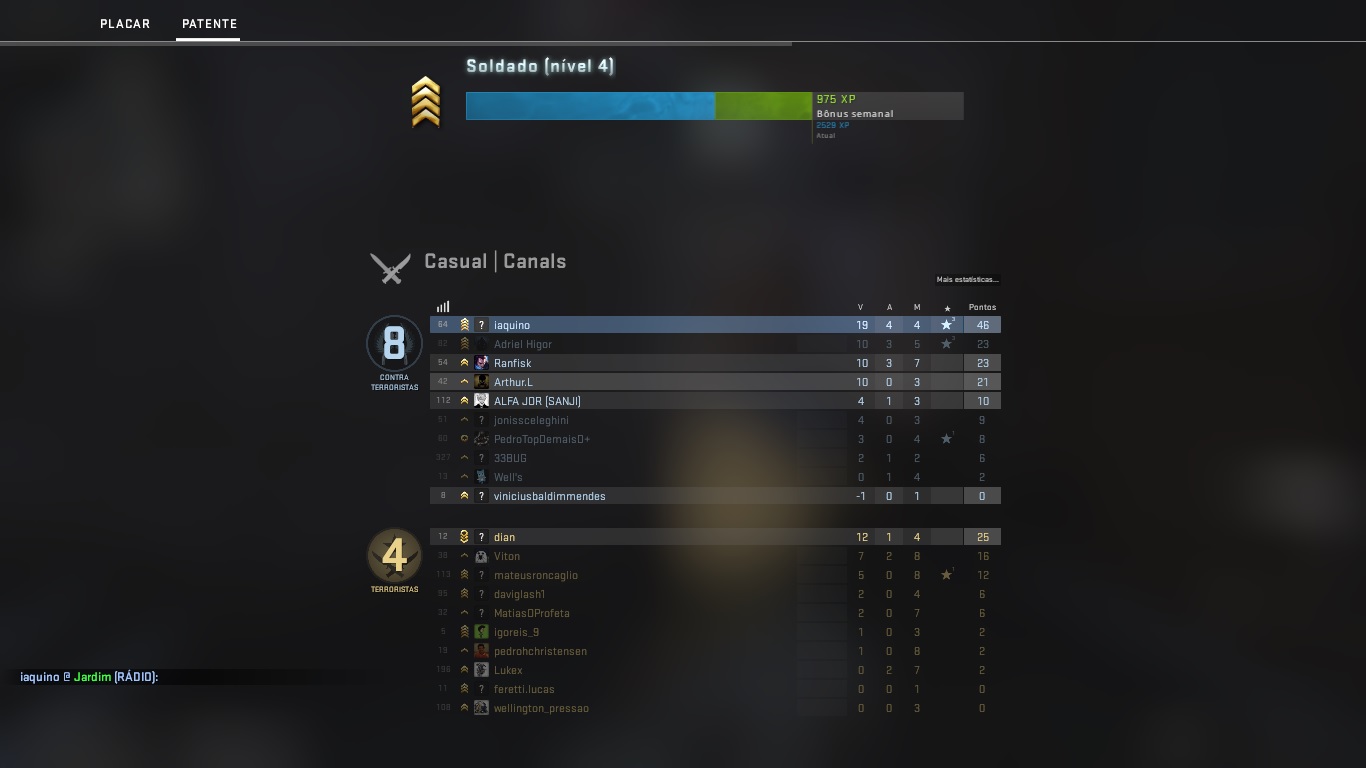 PLACAR PATENTE
Soldado (nível 4)
975 XP
Bônus semanal
2529 XP
Acual
Casual | Canals
Mais estatísticas...
V A M ★ Pontos
8
CONTRA
TERRORISTAS
64 ? iaquino 19 4 4 ★3 46
82 Adriel Higor 10 3 5 ★3 23
54 Ranfisk 10 3 7 23
42 Arthur.L 10 0 3 21
112 ALFA JOR (SANJI) 4 1 3 10
51 ? jonissceleghini 4 0 3 9
60 PedroTopDemaisO+ 3 0 4 ★1 8
327 ? 33BUG 2 1 2 6
13 Well's 0 1 4 2
6 ? viniciusbaldimmendes -1 0 1 0
4
TERRORISTAS
12 ? dian 12 1 4 25
38 Viton 7 2 8 16
113 ? mateusroncaglio 5 0 8 ★1 12
95 ? daviglash1 2 0 4 6
32 ? MatiasOProfeta 2 0 7 6
5 igoreis_9 1 0 3 2
19 pedrohchristensen 1 0 8 2
196 Lukex 0 2 7 2
11 ? feretti.lucas 0 0 1 0
108 wellington_pressao 0 0 3 0
iaquino @ Jardim (RÁDIO):